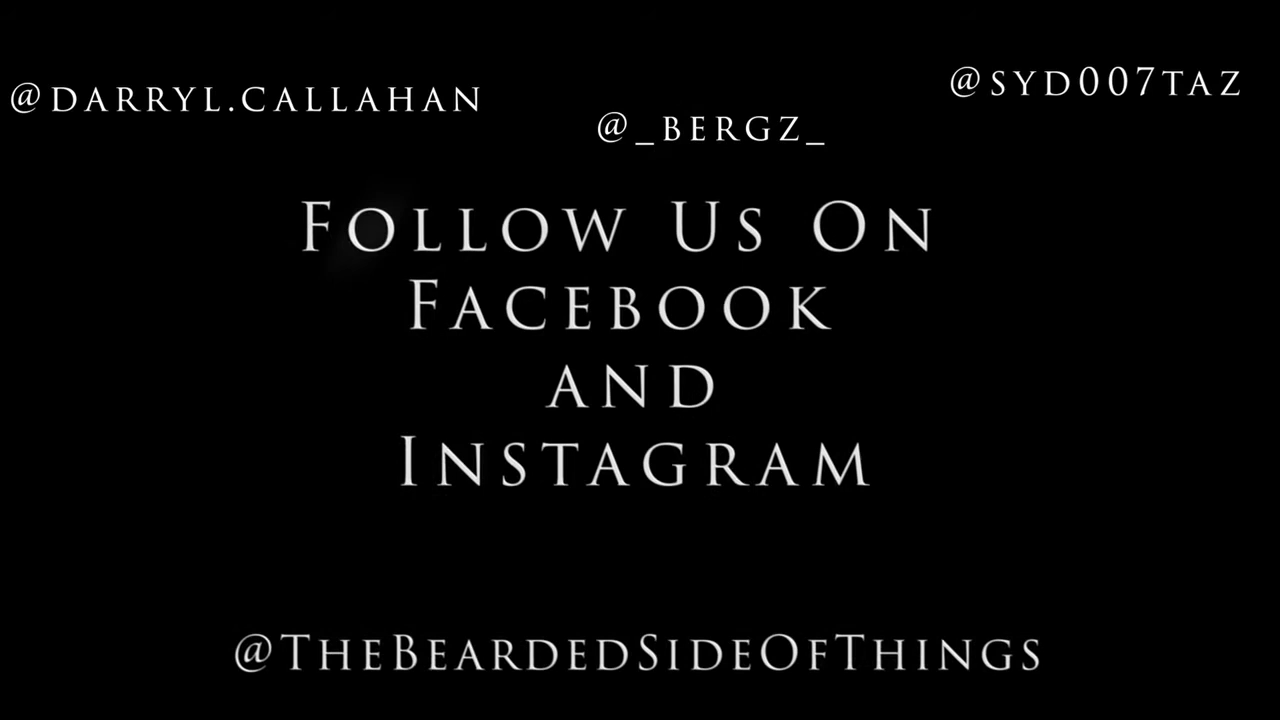 @DARRYL.CALLAHAN
@SYD007TAZ
@_BERGZ_
FOLLOW US ON
FACEBOOK
AND
INSTAGRAM
@THEBEARDEDSIDEOFTHINGS